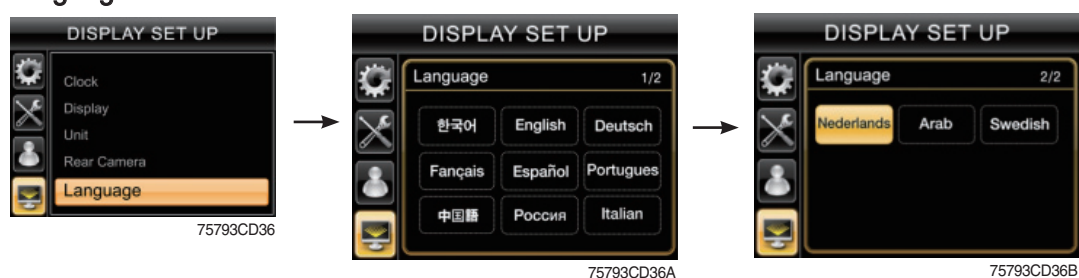 DISPLAY SET UP
Clock
Display
Unit
Rear Camera
Language
75793CD36
DISPLAY SET UP
Language 1/2
한국어 English Deutsch
Fançais Español Portugues
中国語 Россия Italian
75793CD36A
DISPLAY SET UP
Language 2/2
Nederlands Arab Swedish
75793CD36B